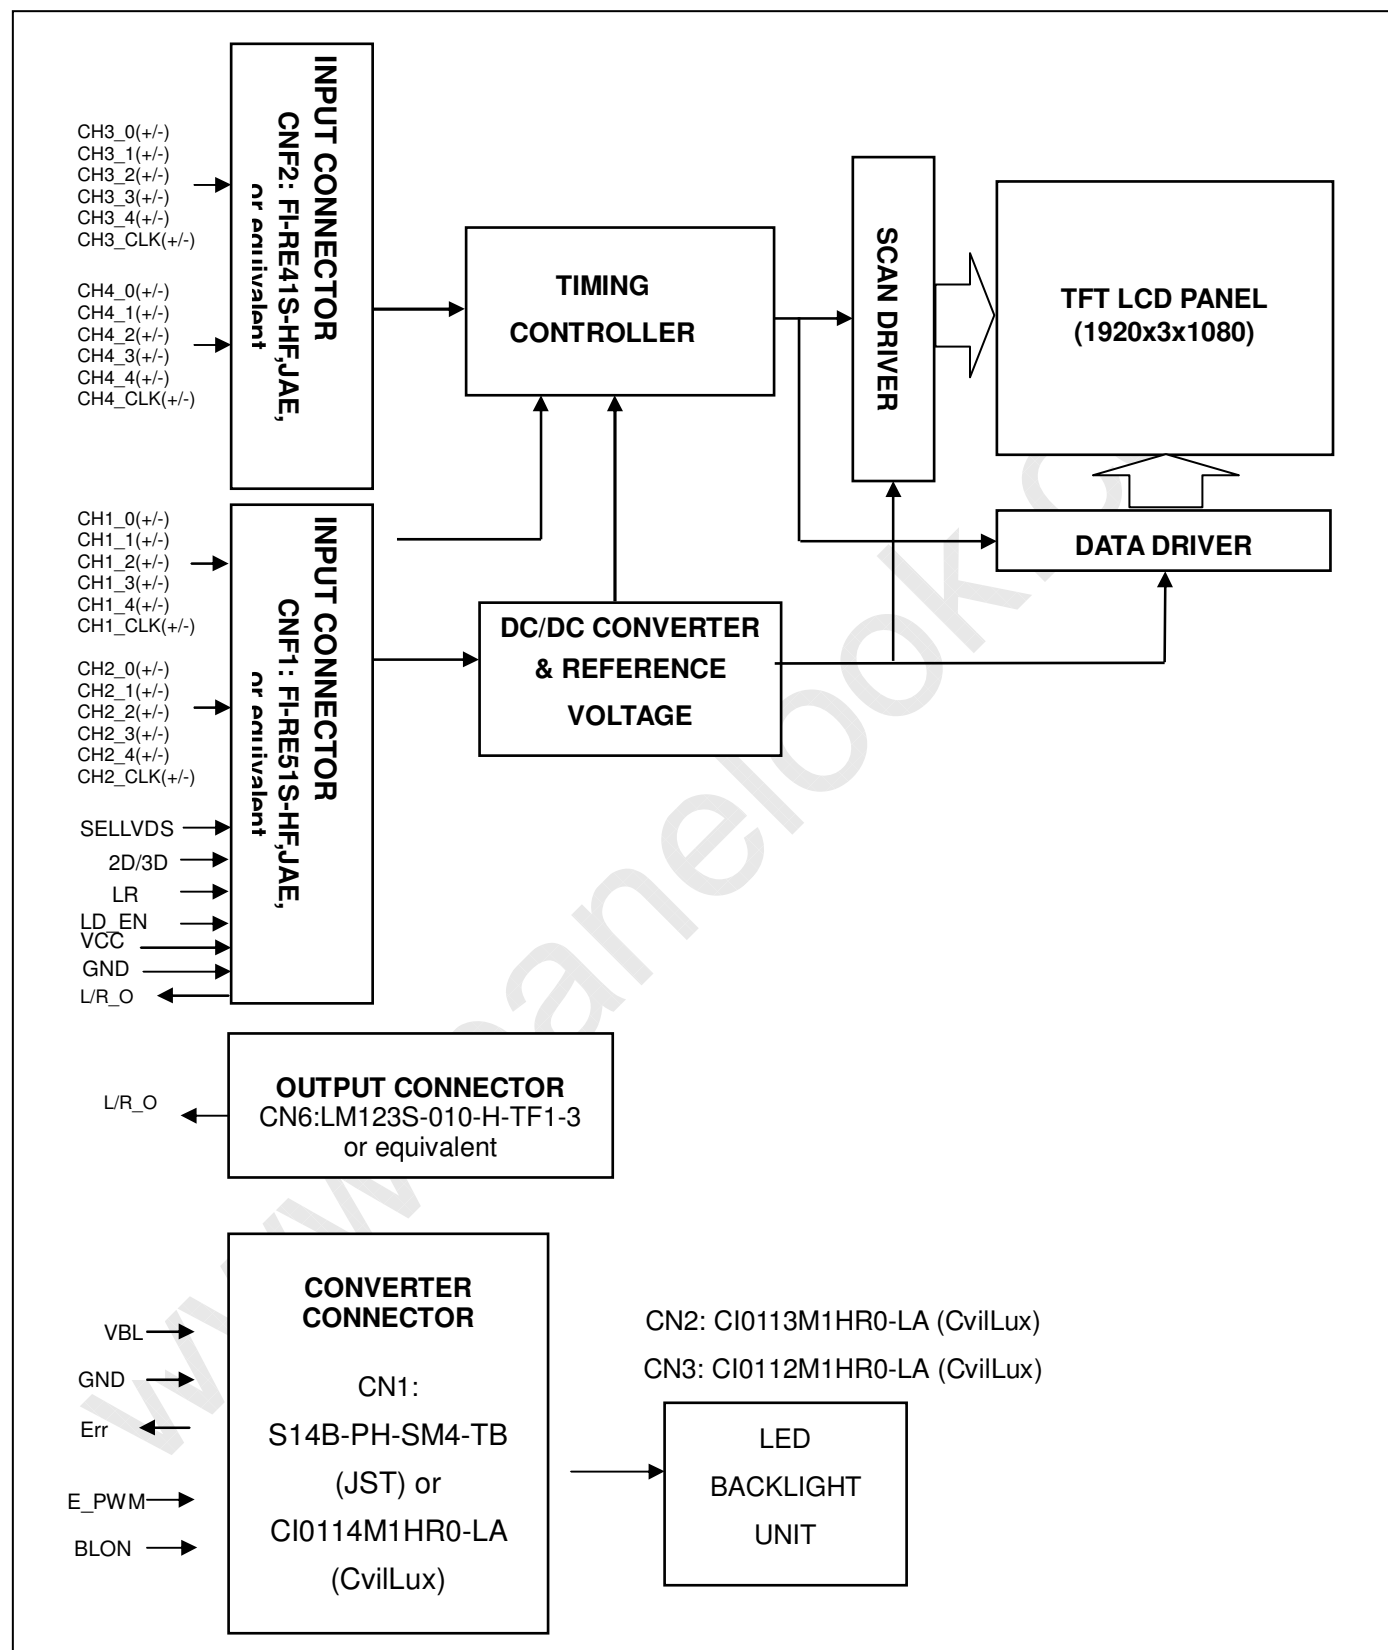 CH3_0(+/-)
CH3_1(+/-)
CH3_2(+/-)
CH3_3(+/-)
CH3_4(+/-)
CH3_CLK(+/-)
CH4_0(+/-)
CH4_1(+/-)
CH4_2(+/-)
CH4_3(+/-)
CH4_4(+/-)
CH4_CLK(+/-)
INPUT CONNECTOR
CNF2: FI-RE41S-HF,JAE,
or equivalent
TIMING
CONTROLLER
SCAN DRIVER
TFT LCD PANEL
(1920x3x1080)
DATA DRIVER
CH1_0(+/-)
CH1_1(+/-)
CH1_2(+/-)
CH1_3(+/-)
CH1_4(+/-)
CH1_CLK(+/-)
CH2_0(+/-)
CH2_1(+/-)
CH2_2(+/-)
CH2_3(+/-)
CH2_4(+/-)
CH2_CLK(+/-)
SELLVDS
2D/3D
LR
LD_EN
VCC
GND
L/R_O
INPUT CONNECTOR
CNF1: FI-RE51S-HF,JAE,
or equivalent
DC/DC CONVERTER
& REFERENCE
VOLTAGE
L/R_O
OUTPUT CONNECTOR
CN6:LM123S-010-H-TF1-3
or equivalent
VBL
GND
Err
E_PWM
BLON
CONVERTER
CONNECTOR
CN1:
S14B-PH-SM4-TB
(JST) or
CI0114M1HR0-LA
(CvilLux)
CN2: CI0113M1HR0-LA (CvilLux)
CN3: CI0112M1HR0-LA (CvilLux)
LED
BACKLIGHT
UNIT